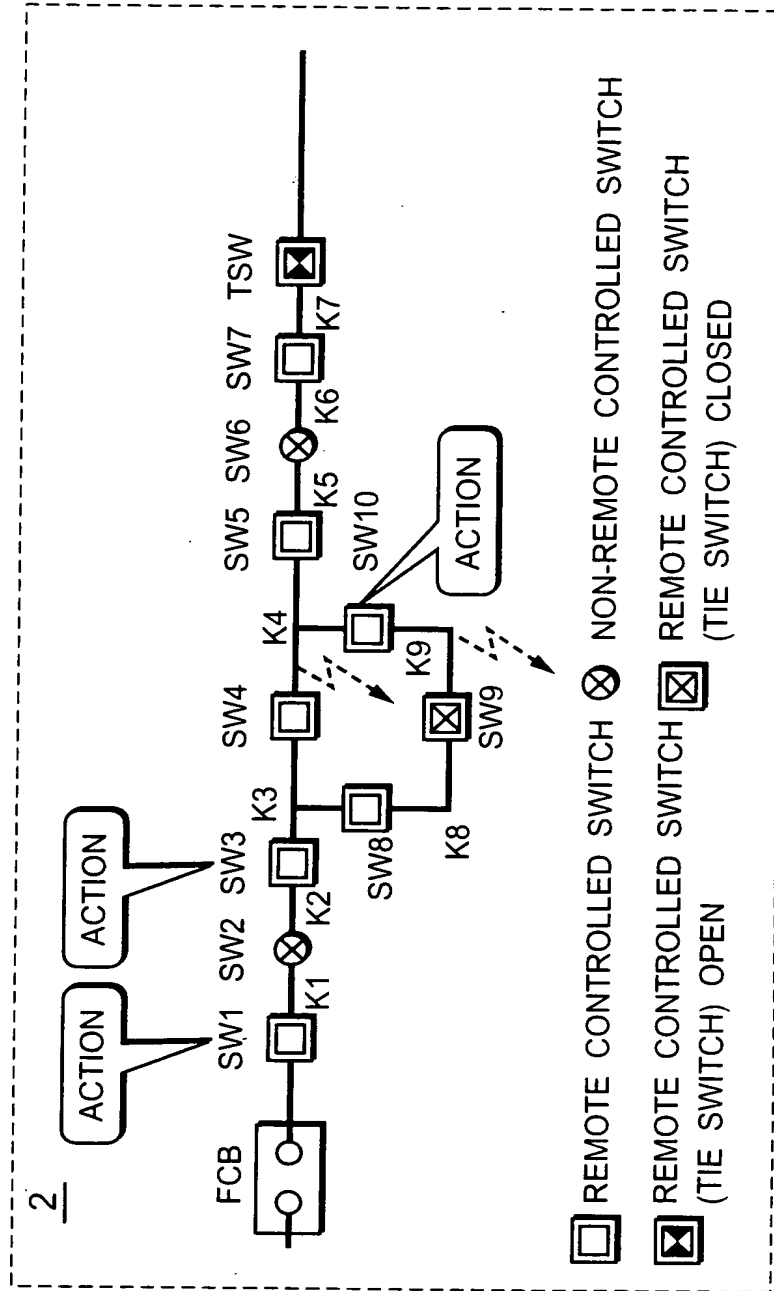 2
ACTION
ACTION
FCB
SW1
SW2
SW3
SW4
SW5
SW6
SW7
TSW
K1
K2
K3
K4
K5
K6
K7
SW8
SW10
ACTION
K8
SW9
K9
REMOTE CONTROLLED SWITCH
NON-REMOTE CONTROLLED SWITCH
REMOTE CONTROLLED SWITCH
(TIE SWITCH) OPEN
REMOTE CONTROLLED SWITCH
(TIE SWITCH) CLOSED